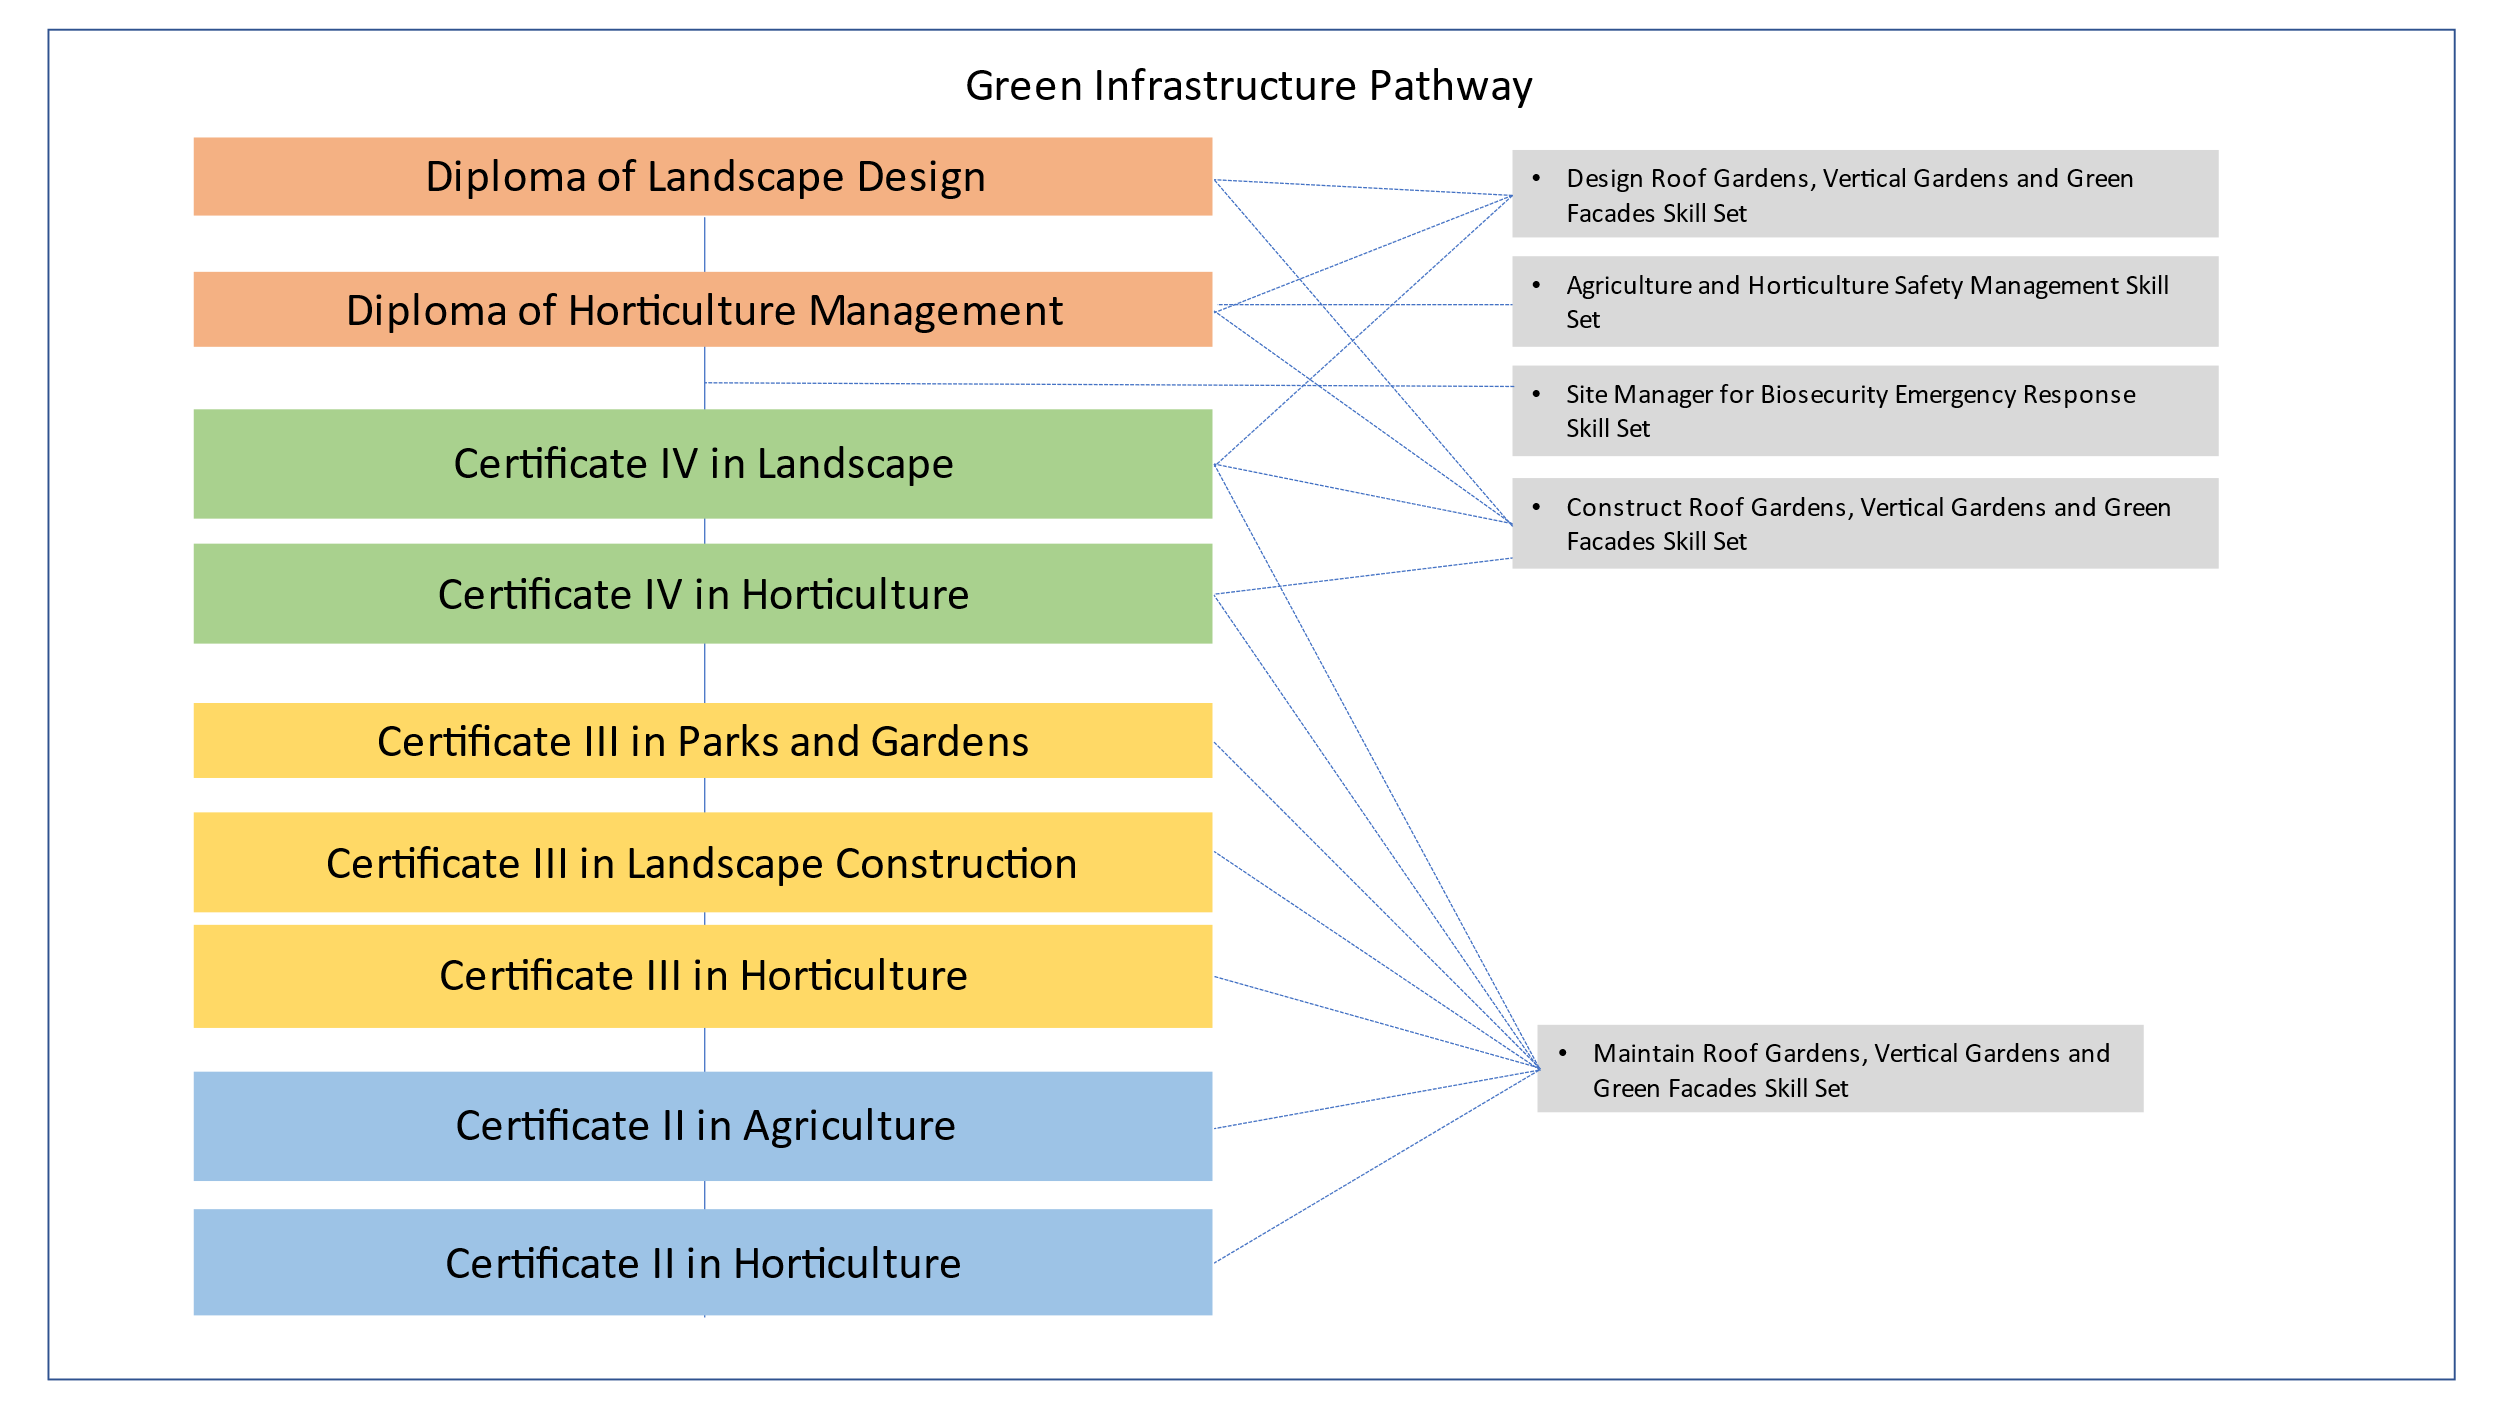 Green Infrastructure Pathway
Diploma of Landscape Design
Diploma of Horticulture Management
Certificate IV in Landscape
Certificate IV in Horticulture
Certificate III in Parks and Gardens
Certificate III in Landscape Construction
Certificate III in Horticulture
Certificate II in Agriculture
Certificate II in Horticulture
• Design Roof Gardens, Vertical Gardens and Green
Facades Skill Set
• Agriculture and Horticulture Safety Management Skill
Set
• Site Manager for Biosecurity Emergency Response
Skill Set
• Construct Roof Gardens, Vertical Gardens and Green
Facades Skill Set
• Maintain Roof Gardens, Vertical Gardens and
Green Facades Skill Set